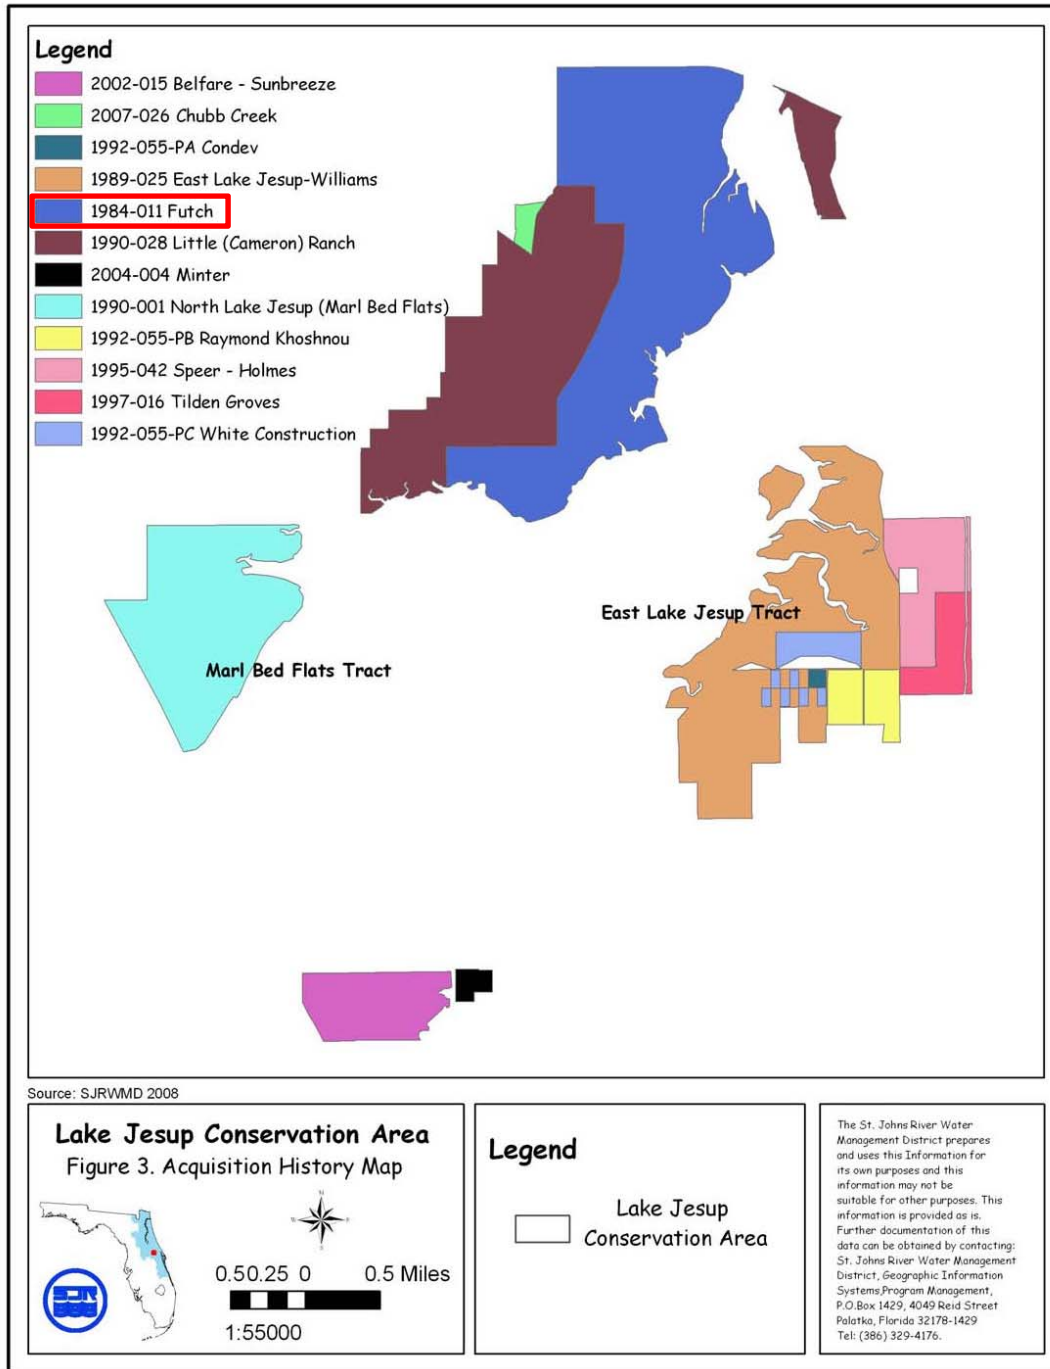 Legend
2002-015 Belfare - Sunbreeze
2007-026 Chubb Creek
1992-055-PA Condev
1989-025 East Lake Jesup-Williams
1984-011 Futch
1990-028 Little (Cameron) Ranch
2004-004 Minter
1990-001 North Lake Jesup (Marl Bed Flats)
1992-055-PB Raymond Khoshnou
1995-042 Speer - Holmes
1997-016 Tilden Groves
1992-055-PC White Construction
East Lake Jesup Tract
Marl Bed Flats Tract
Source: SJRWMD 2008
Lake Jesup Conservation Area
Figure 3. Acquisition History Map
N
W
E
S
0.50.25 0 0.5 Miles
1:55000
Legend
Lake Jesup
Conservation Area
The St. Johns River Water
Management District prepares
and uses this Information for
its own purposes and this
information may not be
suitable for other purposes. This
information is provided as is.
Further documentation of this
data can be obtained by contacting:
St. Johns River Water Management
District, Geographic Information
Systems,Program Management,
P.O.Box 1429, 4049 Reid Street
Palatka, Florida 32178-1429
Tel: (386) 329-4176.